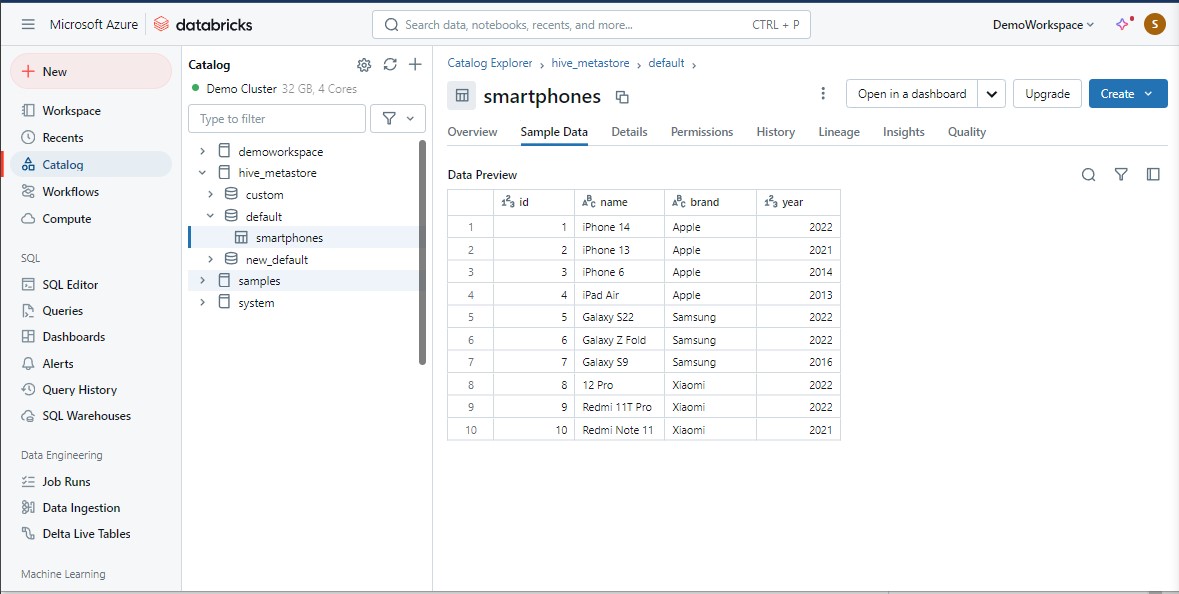 Microsoft Azure databricks Search data, notebooks, recents, and more... CTRL + P DemoWorkspace S
New
Workspace
Recents
Catalog
Workflows
Compute
SQL
SQL Editor
Queries
Dashboards
Alerts
Query History
SQL Warehouses
Data Engineering
Job Runs
Data Ingestion
Delta Live Tables
Machine Learning
Catalog
Demo Cluster 32 GB, 4 Cores
Type to filter
demoworkspace
hive_metastore
custom
default
smartphones
new_default
samples
system
Catalog Explorer > hive_metastore > default >
smartphones Open in a dashboard Upgrade Create
Overview Sample Data Details Permissions History Lineage Insights Quality
Data Preview
1²3 id ABC name ABC brand 1²3 year
1 1 iPhone 14 Apple 2022
2 2 iPhone 13 Apple 2021
3 3 iPhone 6 Apple 2014
4 4 iPad Air Apple 2013
5 5 Galaxy S22 Samsung 2022
6 6 Galaxy Z Fold Samsung 2022
7 7 Galaxy S9 Samsung 2016
8 8 12 Pro Xiaomi 2022
9 9 Redmi 11T Pro Xiaomi 2022
10 10 Redmi Note 11 Xiaomi 2021